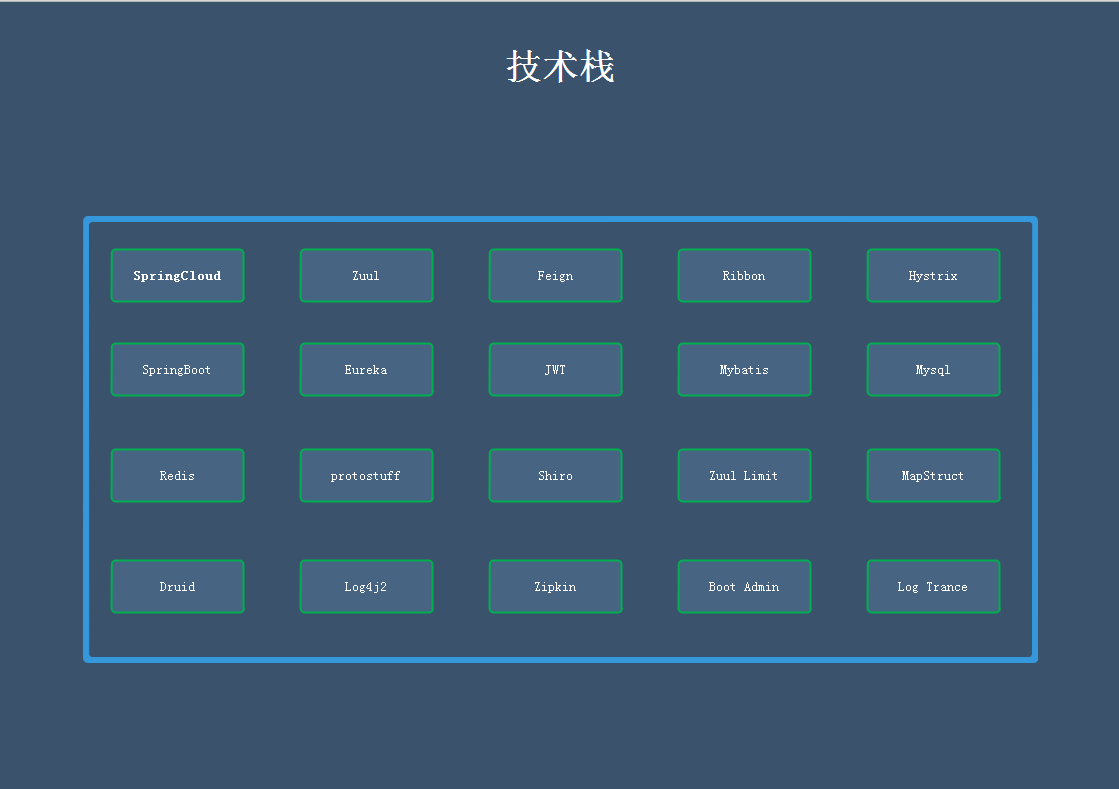 技术栈
SpringCloud Zuul Feign Ribbon Hystrix
SpringBoot Eureka JWT Mybatis Mysql
Redis protostuff Shiro Zuul Limit MapStruct
Druid Log4j2 Zipkin Boot Admin Log Trance